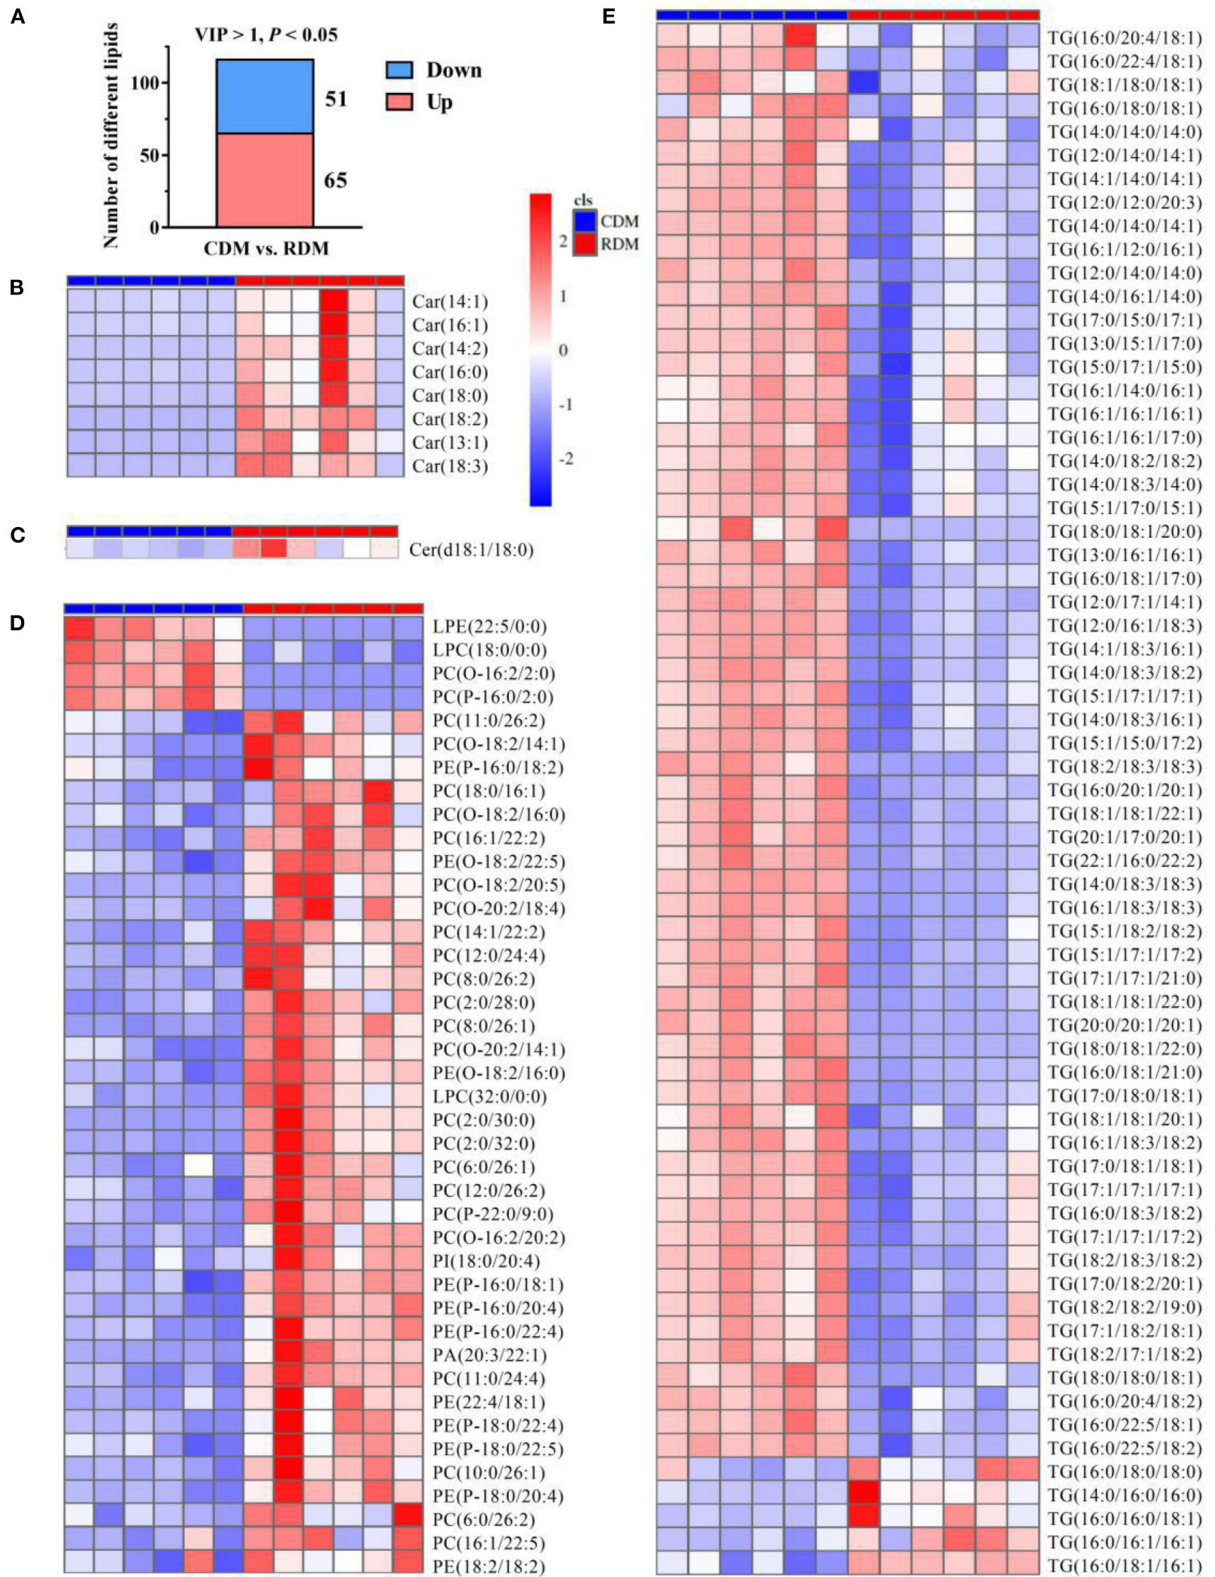 A
VIP > 1, P < 0.05
Number of different lipids
100
50
0
51
65
Down
Up
CDM vs. RDM
2
1
0
-1
-2
cls
CDM
RDM
B
Car(14:1)
Car(16:1)
Car(14:2)
Car(16:0)
Car(18:0)
Car(18:2)
Car(13:1)
Car(18:3)
C
Cer(d18:1/18:0)
D
LPE(22:5/0:0)
LPC(18:0/0:0)
PC(O-16:2/2:0)
PC(P-16:0/2:0)
PC(11:0/26:2)
PC(O-18:2/14:1)
PE(P-16:0/18:2)
PC(18:0/16:1)
PC(O-18:2/16:0)
PC(16:1/22:2)
PE(O-18:2/22:5)
PC(O-18:2/20:5)
PC(O-20:2/18:4)
PC(14:1/22:2)
PC(12:0/24:4)
PC(8:0/26:2)
PC(2:0/28:0)
PC(8:0/26:1)
PC(O-20:2/14:1)
PE(O-18:2/16:0)
LPC(32:0/0:0)
PC(2:0/30:0)
PC(2:0/32:0)
PC(6:0/26:1)
PC(12:0/26:2)
PC(P-22:0/9:0)
PC(O-16:2/20:2)
PI(18:0/20:4)
PE(P-16:0/18:1)
PE(P-16:0/20:4)
PE(P-16:0/22:4)
PA(20:3/22:1)
PC(11:0/24:4)
PE(22:4/18:1)
PE(P-18:0/22:4)
PE(P-18:0/22:5)
PC(10:0/26:1)
PE(P-18:0/20:4)
PC(6:0/26:2)
PC(16:1/22:5)
PE(18:2/18:2)
E
TG(16:0/20:4/18:1)
TG(16:0/22:4/18:1)
TG(18:1/18:0/18:1)
TG(16:0/18:0/18:1)
TG(14:0/14:0/14:0)
TG(12:0/14:0/14:1)
TG(14:1/14:0/14:1)
TG(12:0/12:0/20:3)
TG(14:0/14:0/14:1)
TG(16:1/12:0/16:1)
TG(12:0/14:0/14:0)
TG(14:0/16:1/14:0)
TG(17:0/15:0/17:1)
TG(13:0/15:1/17:0)
TG(15:0/17:1/15:0)
TG(16:1/14:0/16:1)
TG(16:1/16:1/16:1)
TG(16:1/16:1/17:0)
TG(14:0/18:2/18:2)
TG(14:0/18:3/14:0)
TG(15:1/17:0/15:1)
TG(18:0/18:1/20:0)
TG(13:0/16:1/16:1)
TG(16:0/18:1/17:0)
TG(12:0/17:1/14:1)
TG(12:0/16:1/18:3)
TG(14:1/18:3/16:1)
TG(14:0/18:3/18:2)
TG(15:1/17:1/17:1)
TG(14:0/18:3/16:1)
TG(15:1/15:0/17:2)
TG(18:2/18:3/18:3)
TG(16:0/20:1/20:1)
TG(18:1/18:1/22:1)
TG(20:1/17:0/20:1)
TG(22:1/16:0/22:2)
TG(14:0/18:3/18:3)
TG(16:1/18:3/18:3)
TG(15:1/18:2/18:2)
TG(15:1/17:1/17:2)
TG(17:1/17:1/21:0)
TG(18:1/18:1/22:0)
TG(20:0/20:1/20:1)
TG(18:0/18:1/22:0)
TG(16:0/18:1/21:0)
TG(17:0/18:0/18:1)
TG(18:1/18:1/20:1)
TG(16:1/18:3/18:2)
TG(17:0/18:1/18:1)
TG(17:1/17:1/17:1)
TG(16:0/18:3/18:2)
TG(17:1/17:1/17:2)
TG(18:2/18:3/18:2)
TG(17:0/18:2/20:1)
TG(18:2/18:2/19:0)
TG(17:1/18:2/18:1)
TG(18:2/17:1/18:2)
TG(18:0/18:0/18:1)
TG(16:0/20:4/18:2)
TG(16:0/22:5/18:1)
TG(16:0/22:5/18:2)
TG(16:0/18:0/18:0)
TG(14:0/16:0/16:0)
TG(16:0/16:0/18:1)
TG(16:0/16:1/16:1)
TG(16:0/18:1/16:1)